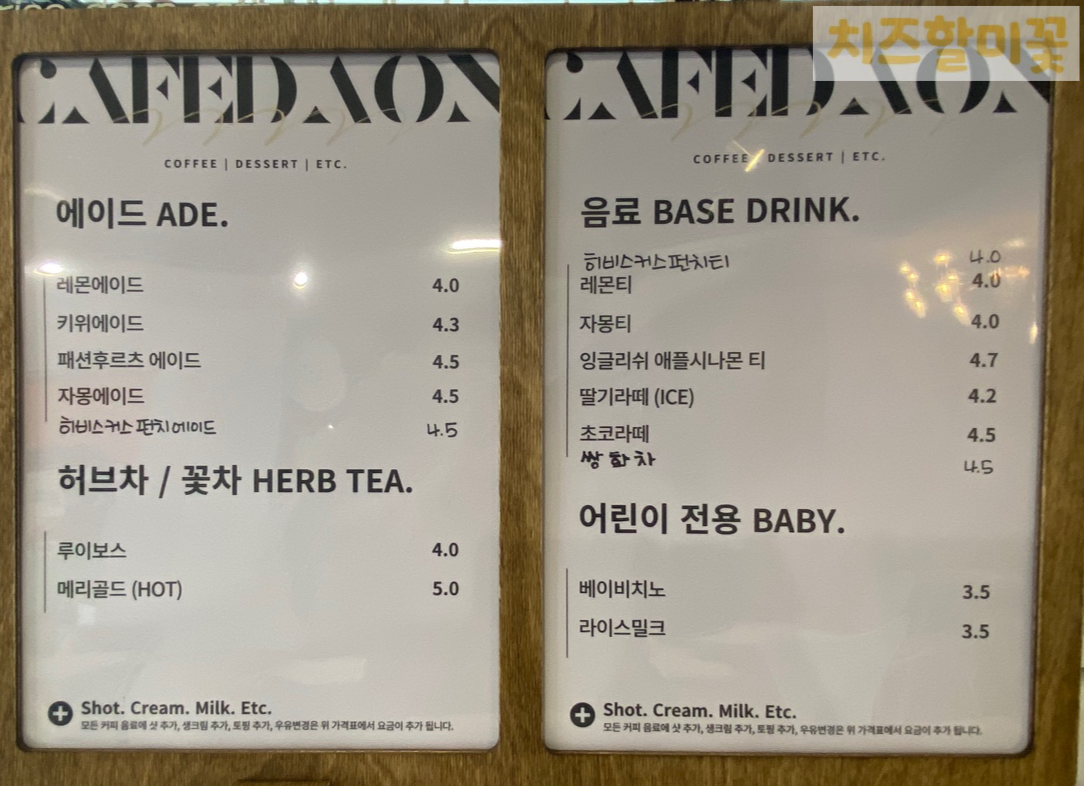 치즈할미꽃
CAFEDAON
COFFEE | DESSERT | ETC.
에이드 ADE.
레몬에이드 4.0
키위에이드 4.3
패션후르츠 에이드 4.5
자몽에이드 4.5
히비스커스펀치에이드 4.5
허브차 / 꽃차 HERB TEA.
루이보스 4.0
메리골드 (HOT) 5.0
Shot. Cream. Milk. Etc.
모든 커피 음료에 샷 추가, 생크림 추가, 토핑 추가, 우유변경은 위 가격표에서 요금이 추가 됩니다.
CAFEDAON
COFFEE | DESSERT | ETC.
음료 BASE DRINK.
히비스커스펀치티 4.0
레몬티 4.0
자몽티 4.0
잉글리쉬 애플시나몬 티 4.7
딸기라떼 (ICE) 4.2
초코라떼 4.5
쌍화차 4.5
어린이 전용 BABY.
베이비치노 3.5
라이스밀크 3.5
Shot. Cream. Milk. Etc.
모든 커피 음료에 샷 추가, 생크림 추가, 토핑 추가, 우유변경은 위 가격표에서 요금이 추가 됩니다.